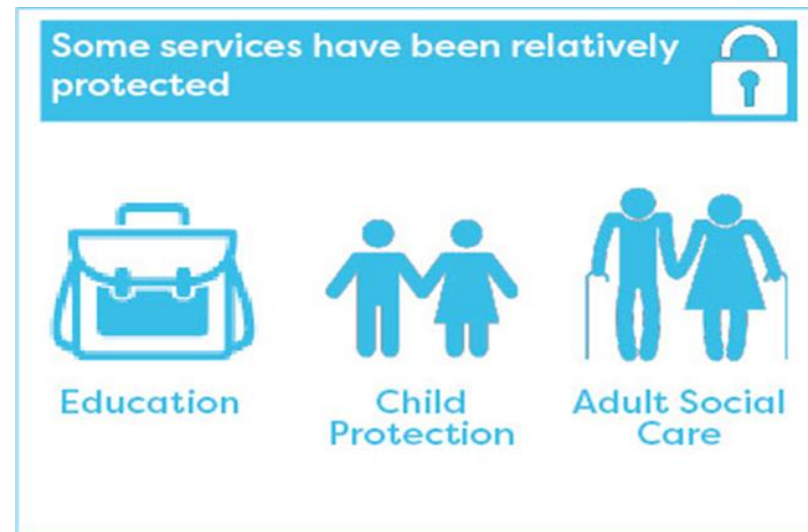 Some services have been relatively
protected
Education
Child
Protection
Adult Social
Care